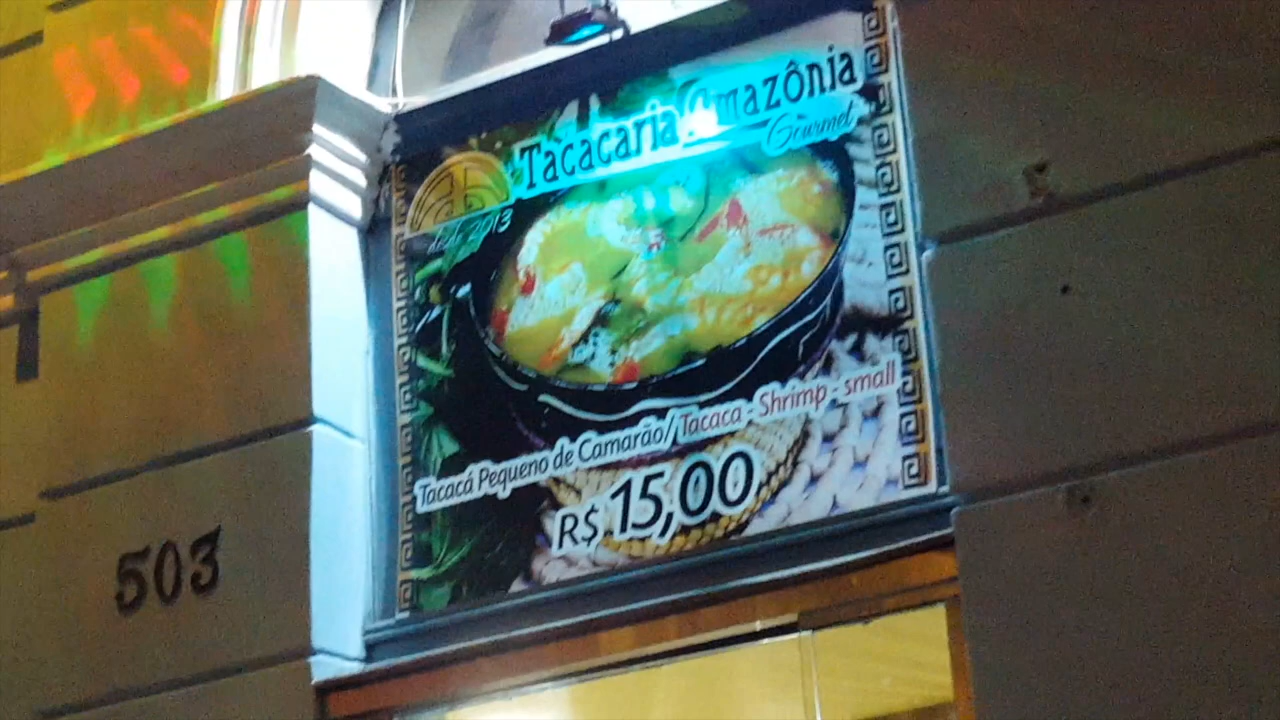 Tacacaria Amazônia
Gourmet
desde 2013
Tacacá Pequeno de Camarão/ Tacaca - Shrimp - small
R$ 15,00
503